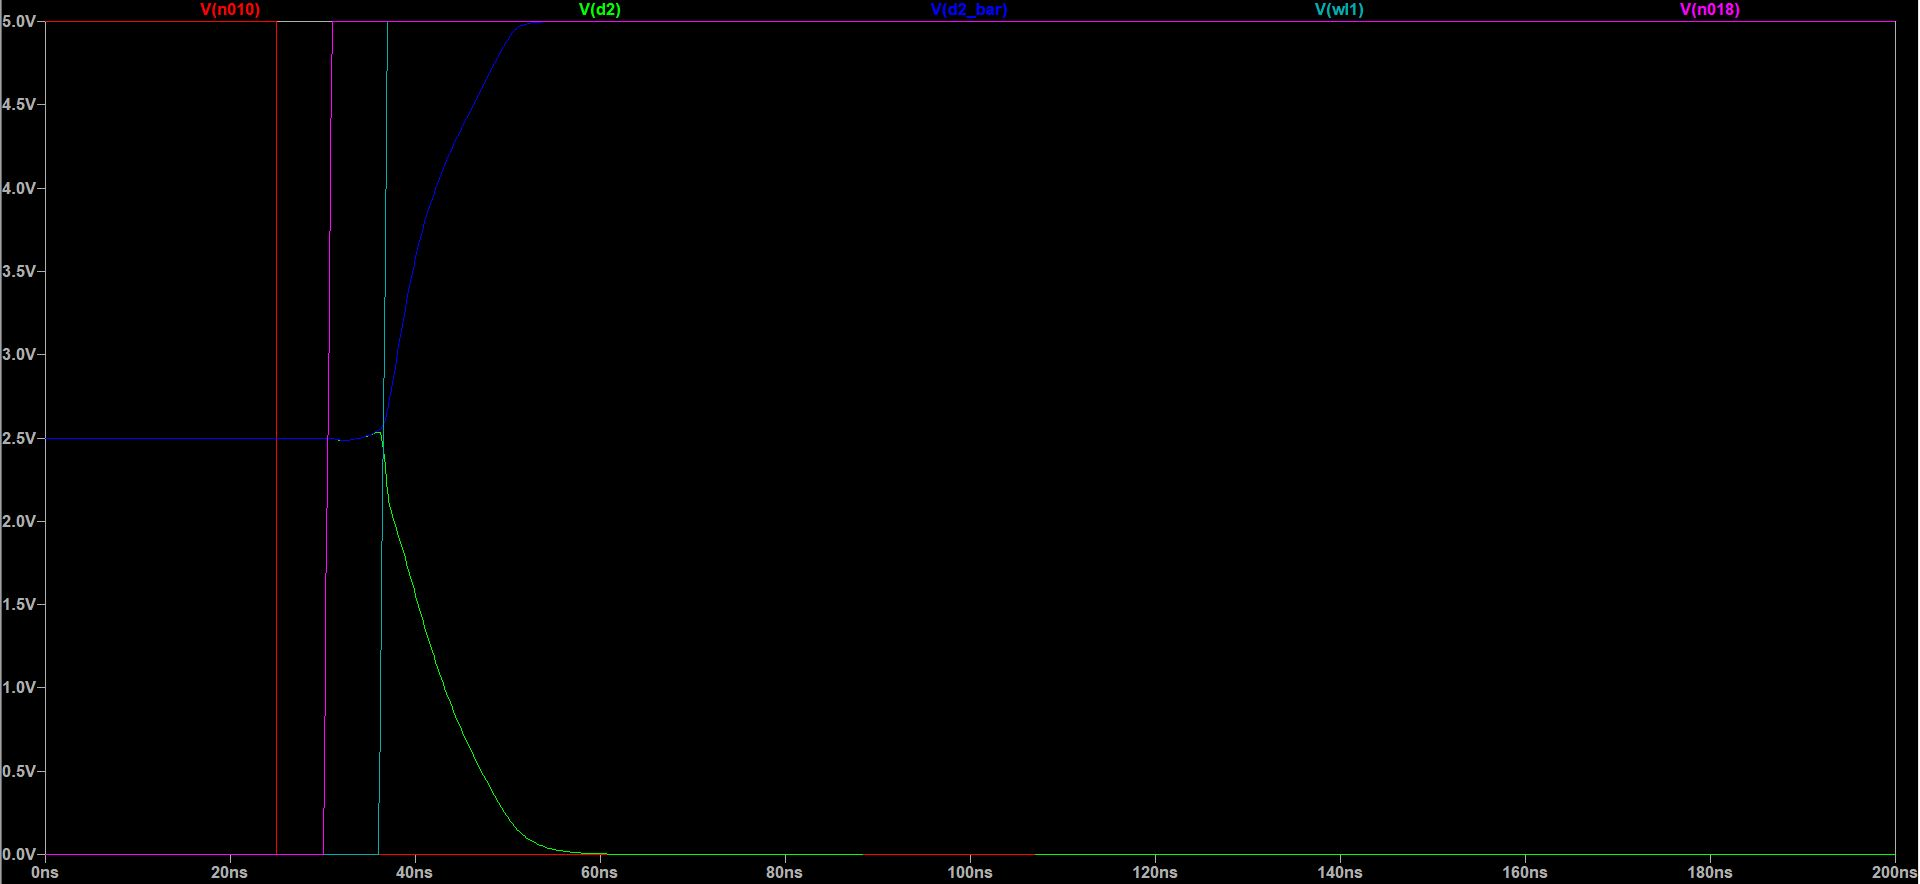 V(n010) V(d2) V(d2_bar) V(wl1) V(n018)
5.0V
4.5V
4.0V
3.5V
3.0V
2.5V
2.0V
1.5V
1.0V
0.5V
0.0V
0ns 20ns 40ns 60ns 80ns 100ns 120ns 140ns 160ns 180ns 200ns